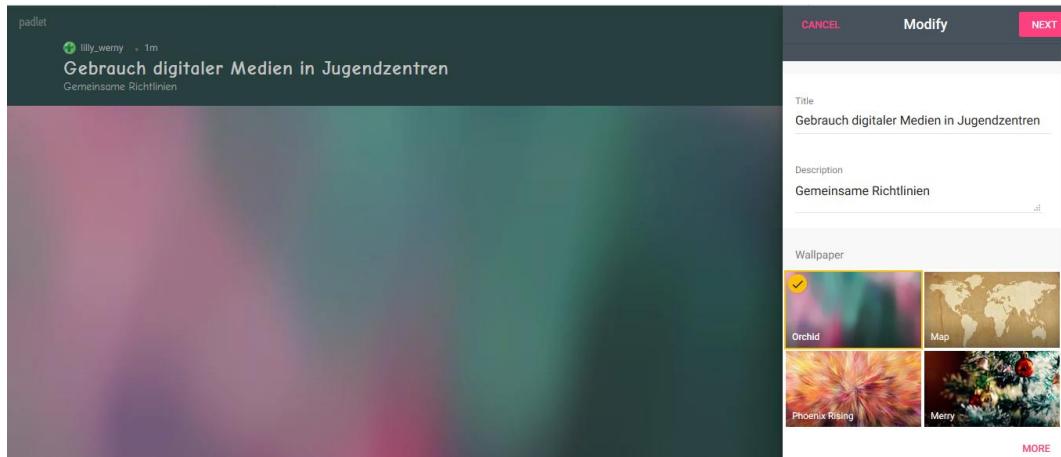 padlet
lilly_werny • 1m
Gebrauch digitaler Medien in Jugendzentren
Gemeinsame Richtlinien
CANCEL
Modify
NEXT
Title
Gebrauch digitaler Medien in Jugendzentren
Description
Gemeinsame Richtlinien
Wallpaper
Orchid
Map
Phoenix Rising
Merry
MORE